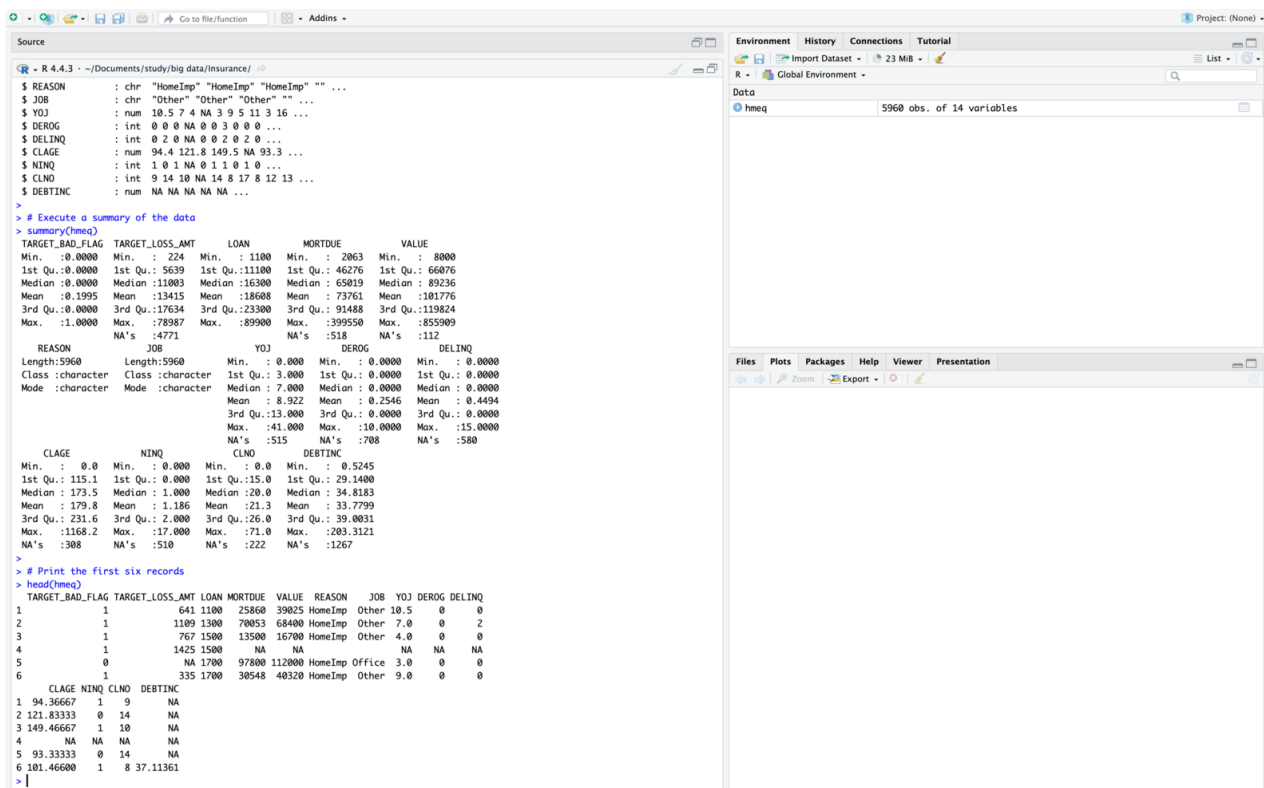 Go to file/function
Addins
Project: (None)
Source
R 4.4.3 · ~/Documents/study/big data/Insurance/
$ REASON : chr "HomeImp" "HomeImp" "HomeImp" "" ...
$ JOB : chr "Other" "Other" "Other" "" ...
$ YOJ : num 10.5 7 4 NA 3 9 5 11 3 16 ...
$ DEROG : int 0 0 0 NA 0 0 3 0 0 0 ...
$ DELINQ : int 0 2 0 NA 0 0 2 0 2 0 ...
$ CLAGE : num 94.4 121.8 149.5 NA 93.3 ...
$ NINQ : int 1 0 1 NA 0 1 1 0 1 0 ...
$ CLNO : int 9 14 10 NA 14 8 17 8 12 13 ...
$ DEBTINC : num NA NA NA NA NA ...
>
> # Execute a summary of the data
> summary(hmeq)
TARGET_BAD_FLAG TARGET_LOSS_AMT LOAN MORTDUE VALUE
Min. :0.0000 Min. : 224 Min. : 1100 Min. : 2063 Min. : 8000
1st Qu.:0.0000 1st Qu.: 5639 1st Qu.:11100 1st Qu.: 46276 1st Qu.: 66076
Median :0.0000 Median :11003 Median :16300 Median : 65019 Median : 89236
Mean :0.1995 Mean :13415 Mean :18608 Mean : 73761 Mean :101776
3rd Qu.:0.0000 3rd Qu.:17634 3rd Qu.:23300 3rd Qu.: 91488 3rd Qu.:119824
Max. :1.0000 Max. :78987 Max. :89900 Max. :399550 Max. :855909
NA's :4771 NA's :518 NA's :112
REASON JOB YOJ DEROG DELINQ
Length:5960 Length:5960 Min. : 0.000 Min. : 0.0000 Min. : 0.0000
Class :character Class :character 1st Qu.: 3.000 1st Qu.: 0.0000 1st Qu.: 0.0000
Mode :character Mode :character Median : 7.000 Median : 0.0000 Median : 0.0000
Mean : 8.922 Mean : 0.2546 Mean : 0.4494
3rd Qu.:13.000 3rd Qu.: 0.0000 3rd Qu.: 0.0000
Max. :41.000 Max. :10.0000 Max. :15.0000
NA's :515 NA's :708 NA's :580
CLAGE NINQ CLNO DEBTINC
Min. : 0.0 Min. : 0.000 Min. : 0.0 Min. : 0.5245
1st Qu.: 115.1 1st Qu.: 0.000 1st Qu.:15.0 1st Qu.: 29.1400
Median : 173.5 Median : 1.000 Median :20.0 Median : 34.8183
Mean : 179.8 Mean : 1.186 Mean :21.3 Mean : 33.7799
3rd Qu.: 231.6 3rd Qu.: 2.000 3rd Qu.:26.0 3rd Qu.: 39.0031
Max. :1168.2 Max. :17.000 Max. :71.0 Max. :203.3121
NA's :308 NA's :510 NA's :222 NA's :1267
>
> # Print the first six records
> head(hmeq)
TARGET_BAD_FLAG TARGET_LOSS_AMT LOAN MORTDUE VALUE REASON JOB YOJ DEROG DELINQ
1 1 641 1100 25860 39025 HomeImp Other 10.5 0 0
2 1 1109 1300 70053 68400 HomeImp Other 7.0 0 2
3 1 767 1500 13500 16700 HomeImp Other 4.0 0 0
4 1 1425 1500 NA NA NA NA NA
5 0 NA 1700 97800 112000 HomeImp Office 3.0 0 0
6 1 335 1700 30548 40320 HomeImp Other 9.0 0 0
CLAGE NINQ CLNO DEBTINC
1 94.36667 1 9 NA
2 121.83333 0 14 NA
3 149.46667 1 10 NA
4 NA NA NA NA
5 93.33333 0 14 NA
6 101.46600 1 8 37.11361
>
Environment History Connections Tutorial
Import Dataset 23 MiB List
R Global Environment
Data
hmeq 5960 obs. of 14 variables
Files Plots Packages Help Viewer Presentation
Zoom Export